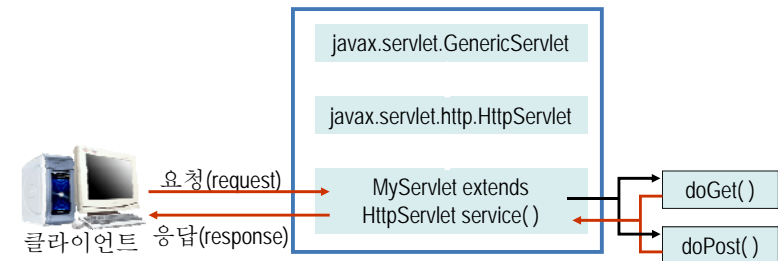 javax.servlet.GenericServlet
javax.servlet.http.HttpServlet
요청(request)
MyServlet extends
HttpServlet service( )
doGet( )
클라이언트
응답(response)
doPost( )